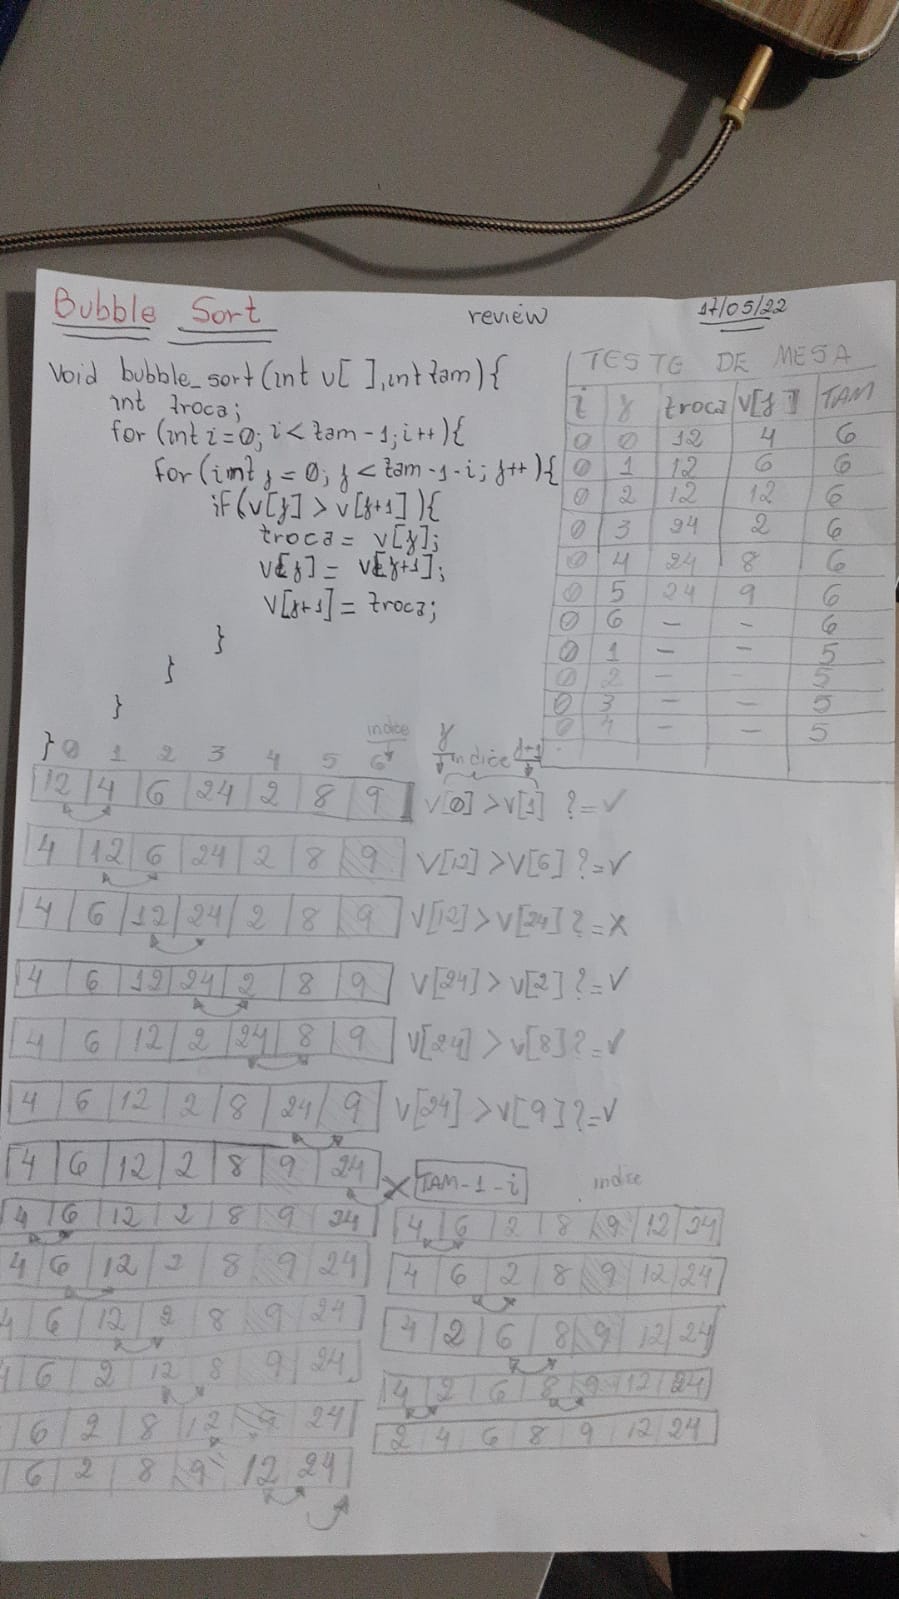 Bubble Sort
review
17/05/22
void bubble_sort(int v[ ],int tam){
int troca;
for (int i=0; i<tam-1; i++){
for (int j=0; j<tam-1-i; j++){
if(v[j]>v[j+1]){
troca= v[j];
v[j]= v[j+1];
v[j+1]=troca;
}
}
}
}
TESTE DE MESA
i j troca v[j] TAM
0 0 12 4 6
0 1 12 6 6
0 2 12 12 6
0 3 24 2 6
0 4 24 8 6
0 5 24 9 6
0 6 - - 6
0 1 - - 5
0 2 - - 5
0 3 - - 5
0 4 - - 5
indice
j indice j+1
0 1 2 3 4 5 6
12 4 6 24 2 8 9 v[0]>v[1] ?=✓
4 12 6 24 2 8 9 v[12]>v[6] ?=✓
4 6 12 24 2 8 9 v[12]>v[24]?=x
4 6 12 24 2 8 9 v[24]>v[2]?=✓
4 6 12 2 24 8 9 v[24]>v[8]?=✓
4 6 12 2 8 24 9 v[24]>v[9]?=✓
4 6 12 2 8 9 24 x TAM-1-i indice
4 6 12 2 8 9 24
4 6 12 2 8 9 24
4 6 12 2 8 9 24
4 6 2 12 8 9 24
6 2 8 12 9 24
6 2 8 9 12 24
4 6 2 8 9 12 24
4 6 2 8 9 12 24
4 2 6 8 9 12 24
4 2 6 8 9 12 24
2 4 6 8 9 12 24